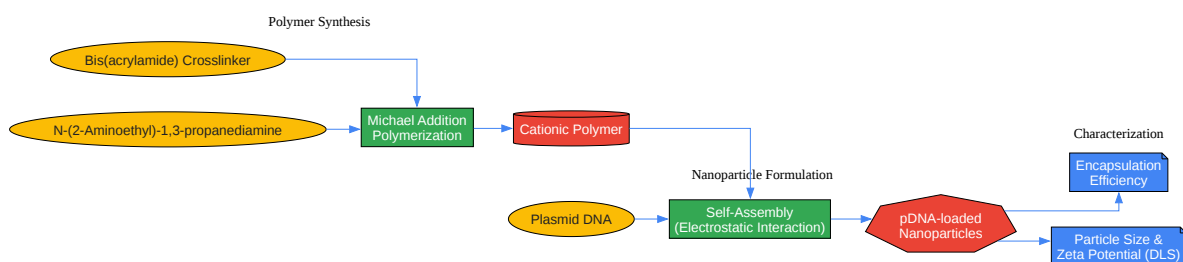 Polymer Synthesis
Bis(acrylamide) Crosslinker
N-(2-Aminoethyl)-1,3-propanediamine
Michael Addition
Polymerization
Cationic Polymer
Nanoparticle Formulation
Plasmid DNA
Self-Assembly
(Electrostatic Interaction)
pDNA-loaded
Nanoparticles
Characterization
Encapsulation
Efficiency
Particle Size &
Zeta Potential (DLS)